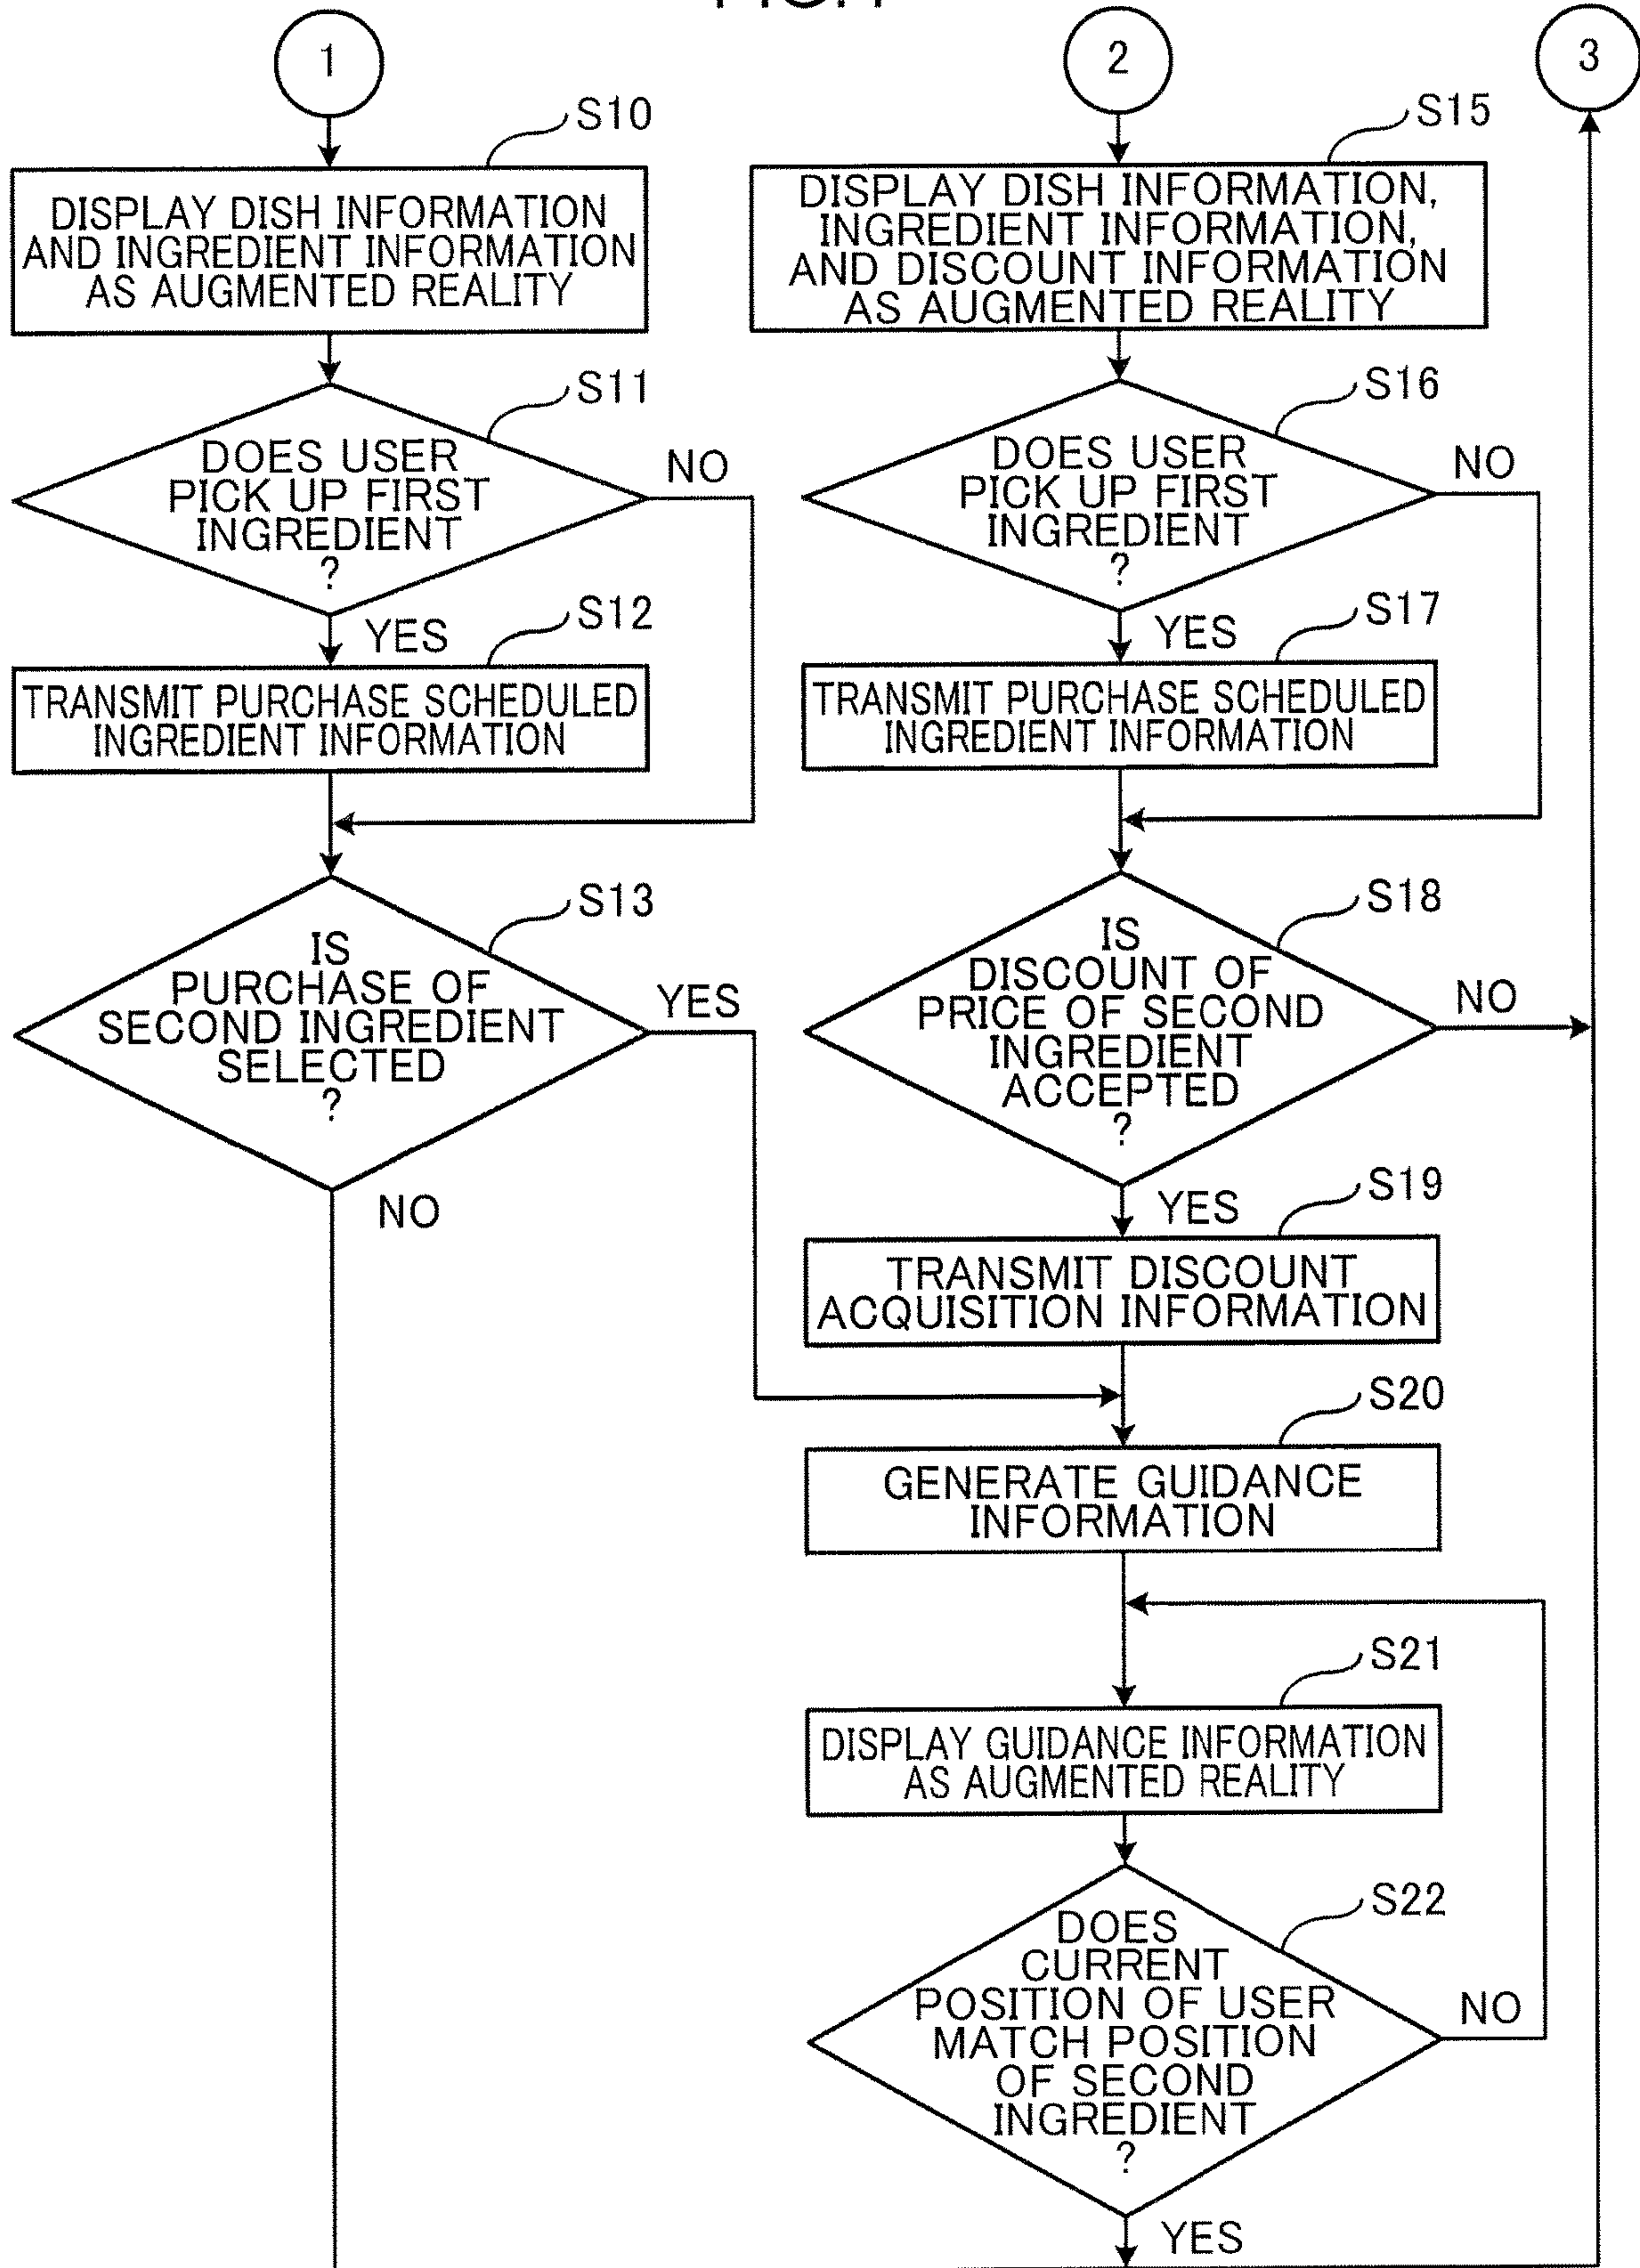 1
2
3
S10
DISPLAY DISH INFORMATION
AND INGREDIENT INFORMATION
AS AUGMENTED REALITY
S11
DOES USER
PICK UP FIRST
INGREDIENT
?
NO
YES
S12
TRANSMIT PURCHASE SCHEDULED
INGREDIENT INFORMATION
S13
IS
PURCHASE OF
SECOND INGREDIENT
SELECTED
?
YES
NO
S15
DISPLAY DISH INFORMATION,
INGREDIENT INFORMATION,
AND DISCOUNT INFORMATION
AS AUGMENTED REALITY
S16
DOES USER
PICK UP FIRST
INGREDIENT
?
NO
YES
S17
TRANSMIT PURCHASE SCHEDULED
INGREDIENT INFORMATION
S18
IS
DISCOUNT OF
PRICE OF SECOND
INGREDIENT
ACCEPTED
?
NO
YES
S19
TRANSMIT DISCOUNT
ACQUISITION INFORMATION
S20
GENERATE GUIDANCE
INFORMATION
S21
DISPLAY GUIDANCE INFORMATION
AS AUGMENTED REALITY
S22
DOES
CURRENT
POSITION OF USER
MATCH POSITION
OF SECOND
INGREDIENT
?
NO
YES